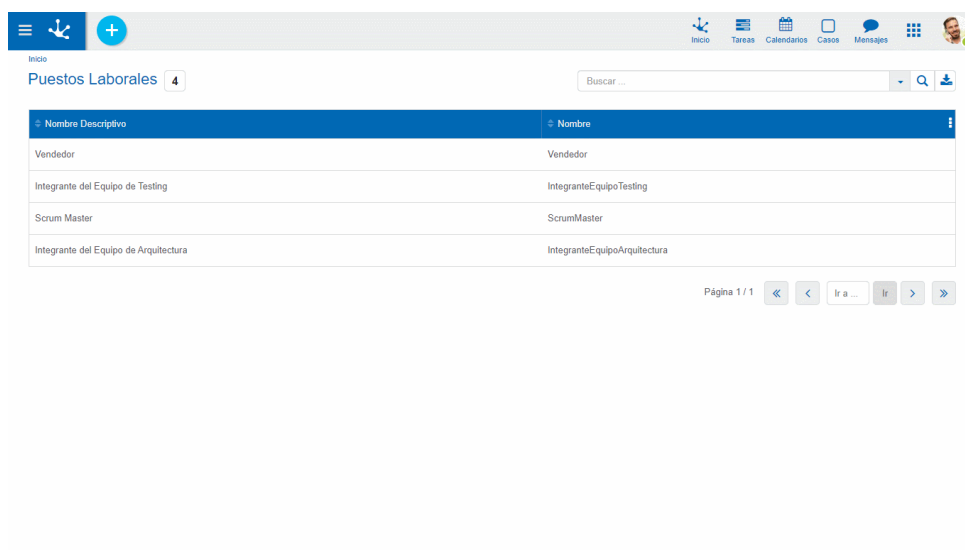 Inicio Tareas Calendarios Casos Mensajes
Inicio
Puestos Laborales 4
Buscar ...
Nombre Descriptivo Nombre
Vendedor Vendedor
Integrante del Equipo de Testing IntegranteEquipoTesting
Scrum Master ScrumMaster
Integrante del Equipo de Arquitectura IntegranteEquipoArquitectura
Página 1 / 1 Ir a ... Ir